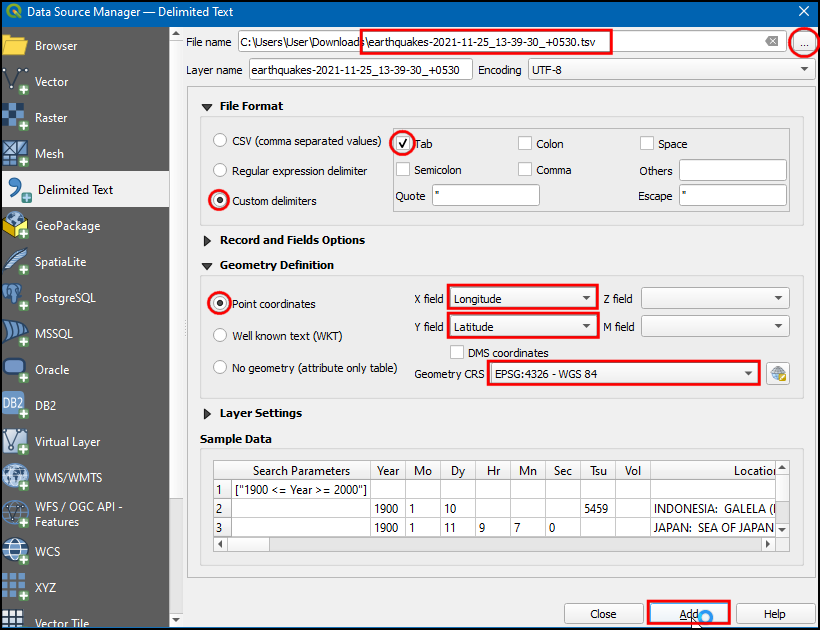 Data Source Manager — Delimited Text
Browser
Vector
Raster
Mesh
Delimited Text
GeoPackage
SpatiaLite
PostgreSQL
MSSQL
Oracle
DB2
DB2
Virtual Layer
WMS/WMTS
WFS / OGC API -
Features
WCS
XYZ
Vector Tile
File name C:\Users\User\Downloads\earthquakes-2021-11-25_13-39-30_+0530.tsv ...
Layer name earthquakes-2021-11-25_13-39-30_+0530 Encoding UTF-8
File Format
CSV (comma separated values) Tab Colon Space
Regular expression delimiter Semicolon Comma Others
Custom delimiters Quote " Escape "
Record and Fields Options
Geometry Definition
Point coordinates X field Longitude Z field
Well known text (WKT) Y field Latitude M field
DMS coordinates
No geometry (attribute only table) Geometry CRS EPSG:4326 - WGS 84
Layer Settings
Sample Data
Search Parameters Year Mo Dy Hr Mn Sec Tsu Vol
1 ["1900 <= Year >= 2000"]
2 1900 1 10 5459 INDONESIA: GALELA
3 1900 1 11 9 7 0 JAPAN: SEA OF JAPAN
Close Add Help